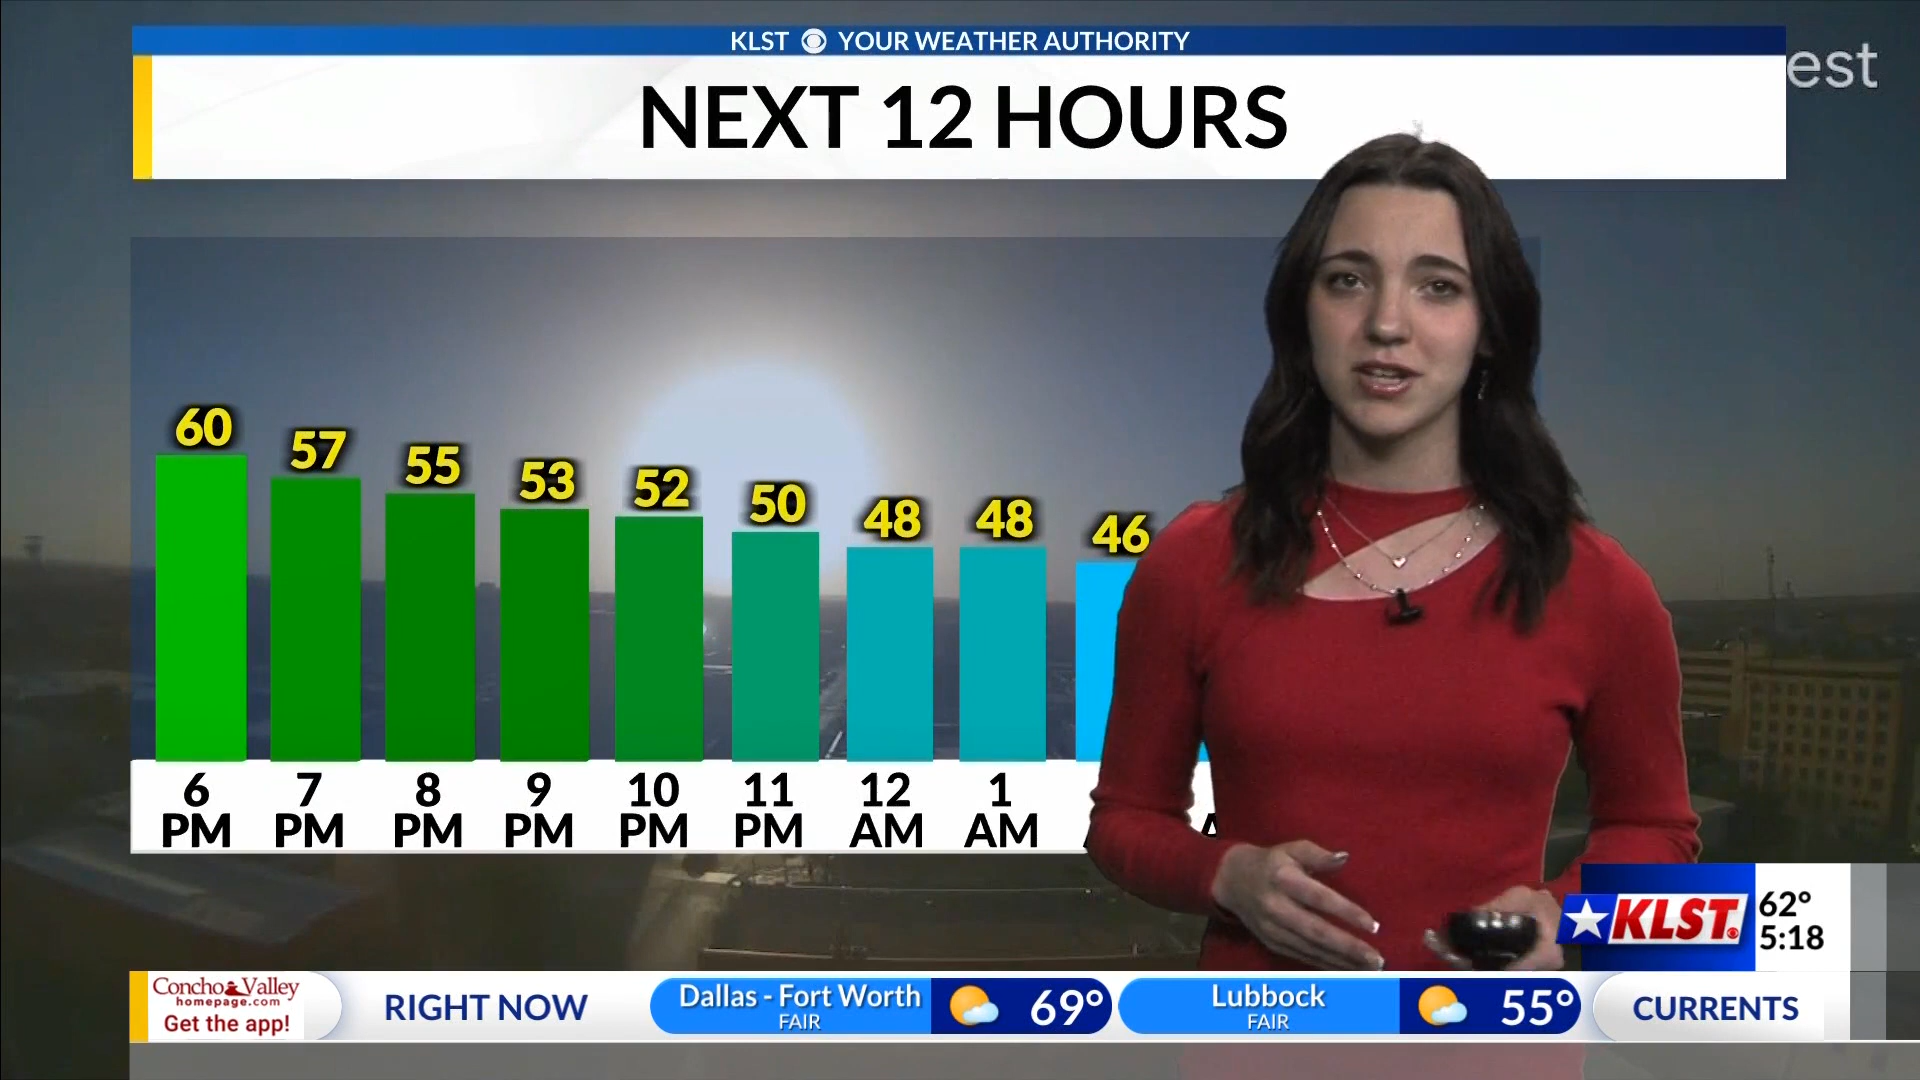 KLST YOUR WEATHER AUTHORITY
est
NEXT 12 HOURS
60 57 55 53 52 50 48 48 46
6 PM 7 PM 8 PM 9 PM 10 PM 11 PM 12 AM 1 AM
KLST
62°
5:18
ConchoValley
homepage.com
Get the app!
RIGHT NOW
Dallas - Fort Worth
FAIR
69°
Lubbock
FAIR
55°
CURRENTS